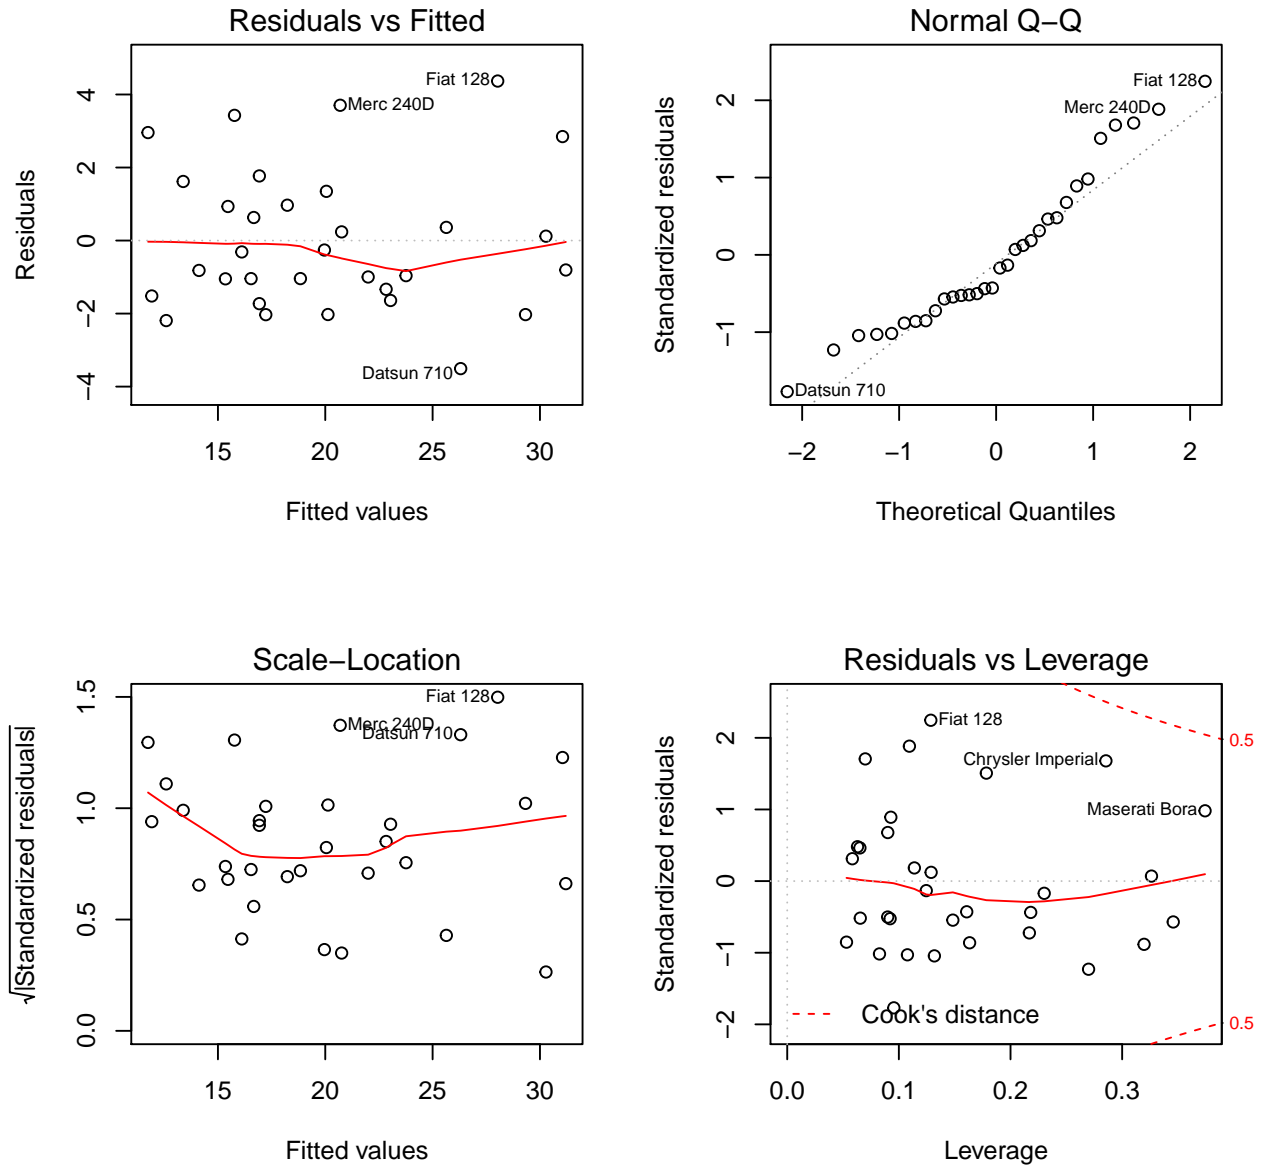 Residuals vs Fitted
Residuals
4
2
0
−2
−4
Fiat 128
Merc 240D
Datsun 710
15 20 25 30
Fitted values
Normal Q−Q
Standardized residuals
2
1
0
−1
Fiat 128
Merc 240D
Datsun 710
−2 −1 0 1 2
Theoretical Quantiles
Scale−Location
√|Standardized residuals|
1.5
1.0
0.5
0.0
Fiat 128
Merc 240D
Datsun 710
15 20 25 30
Fitted values
Residuals vs Leverage
Standardized residuals
2
1
0
−1
−2
Fiat 128
Chrysler Imperial
Maserati Bora
0.5
0.5
Cook's distance
0.0 0.1 0.2 0.3
Leverage